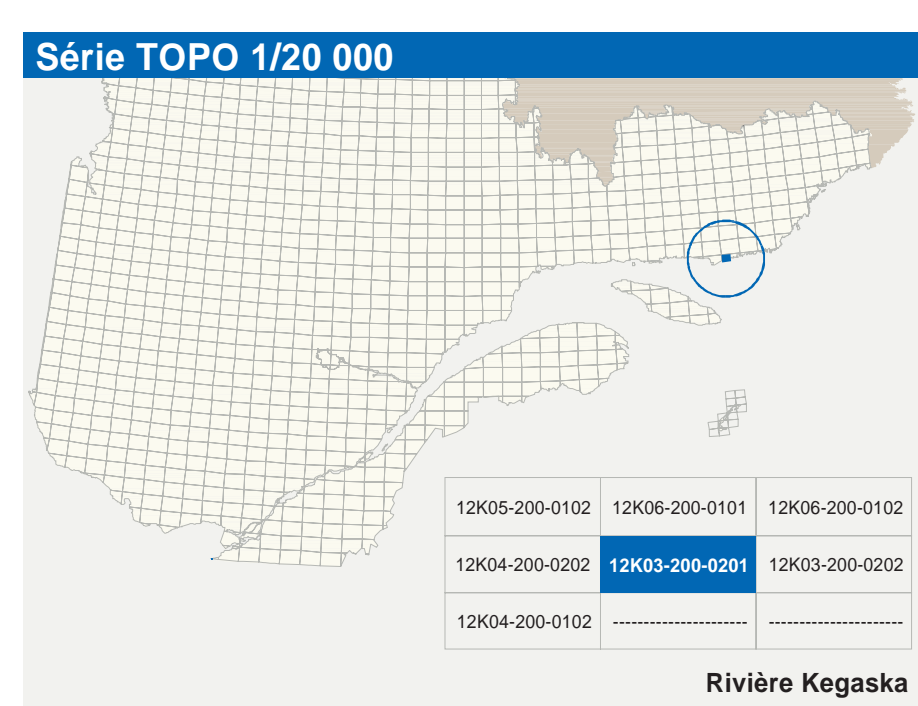 Série TOPO 1/20 000
12K05-200-0102 12K06-200-0101 12K06-200-0102
12K04-200-0202 12K03-200-0201 12K03-200-0202
12K04-200-0102 --------------------- ---------------------
Rivière Kegaska